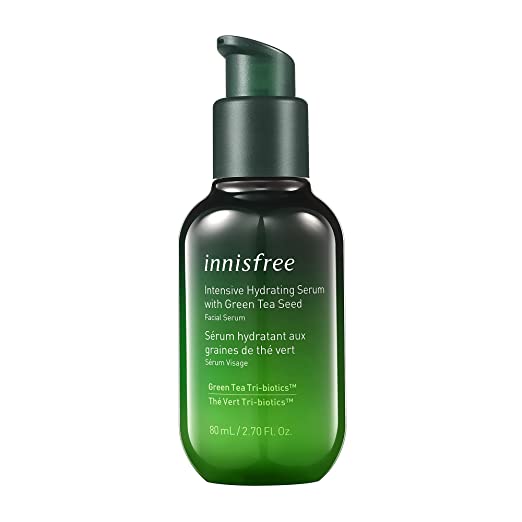 innisfree
Intensive Hydrating Serum
with Green Tea Seed
Facial Serum
Sérum hydratant aux
graines de thé vert
Sérum Visage
Green Tea Tri-biotics™
Thé Vert Tri-biotics™
80 mL / 2.70 Fl. Oz.